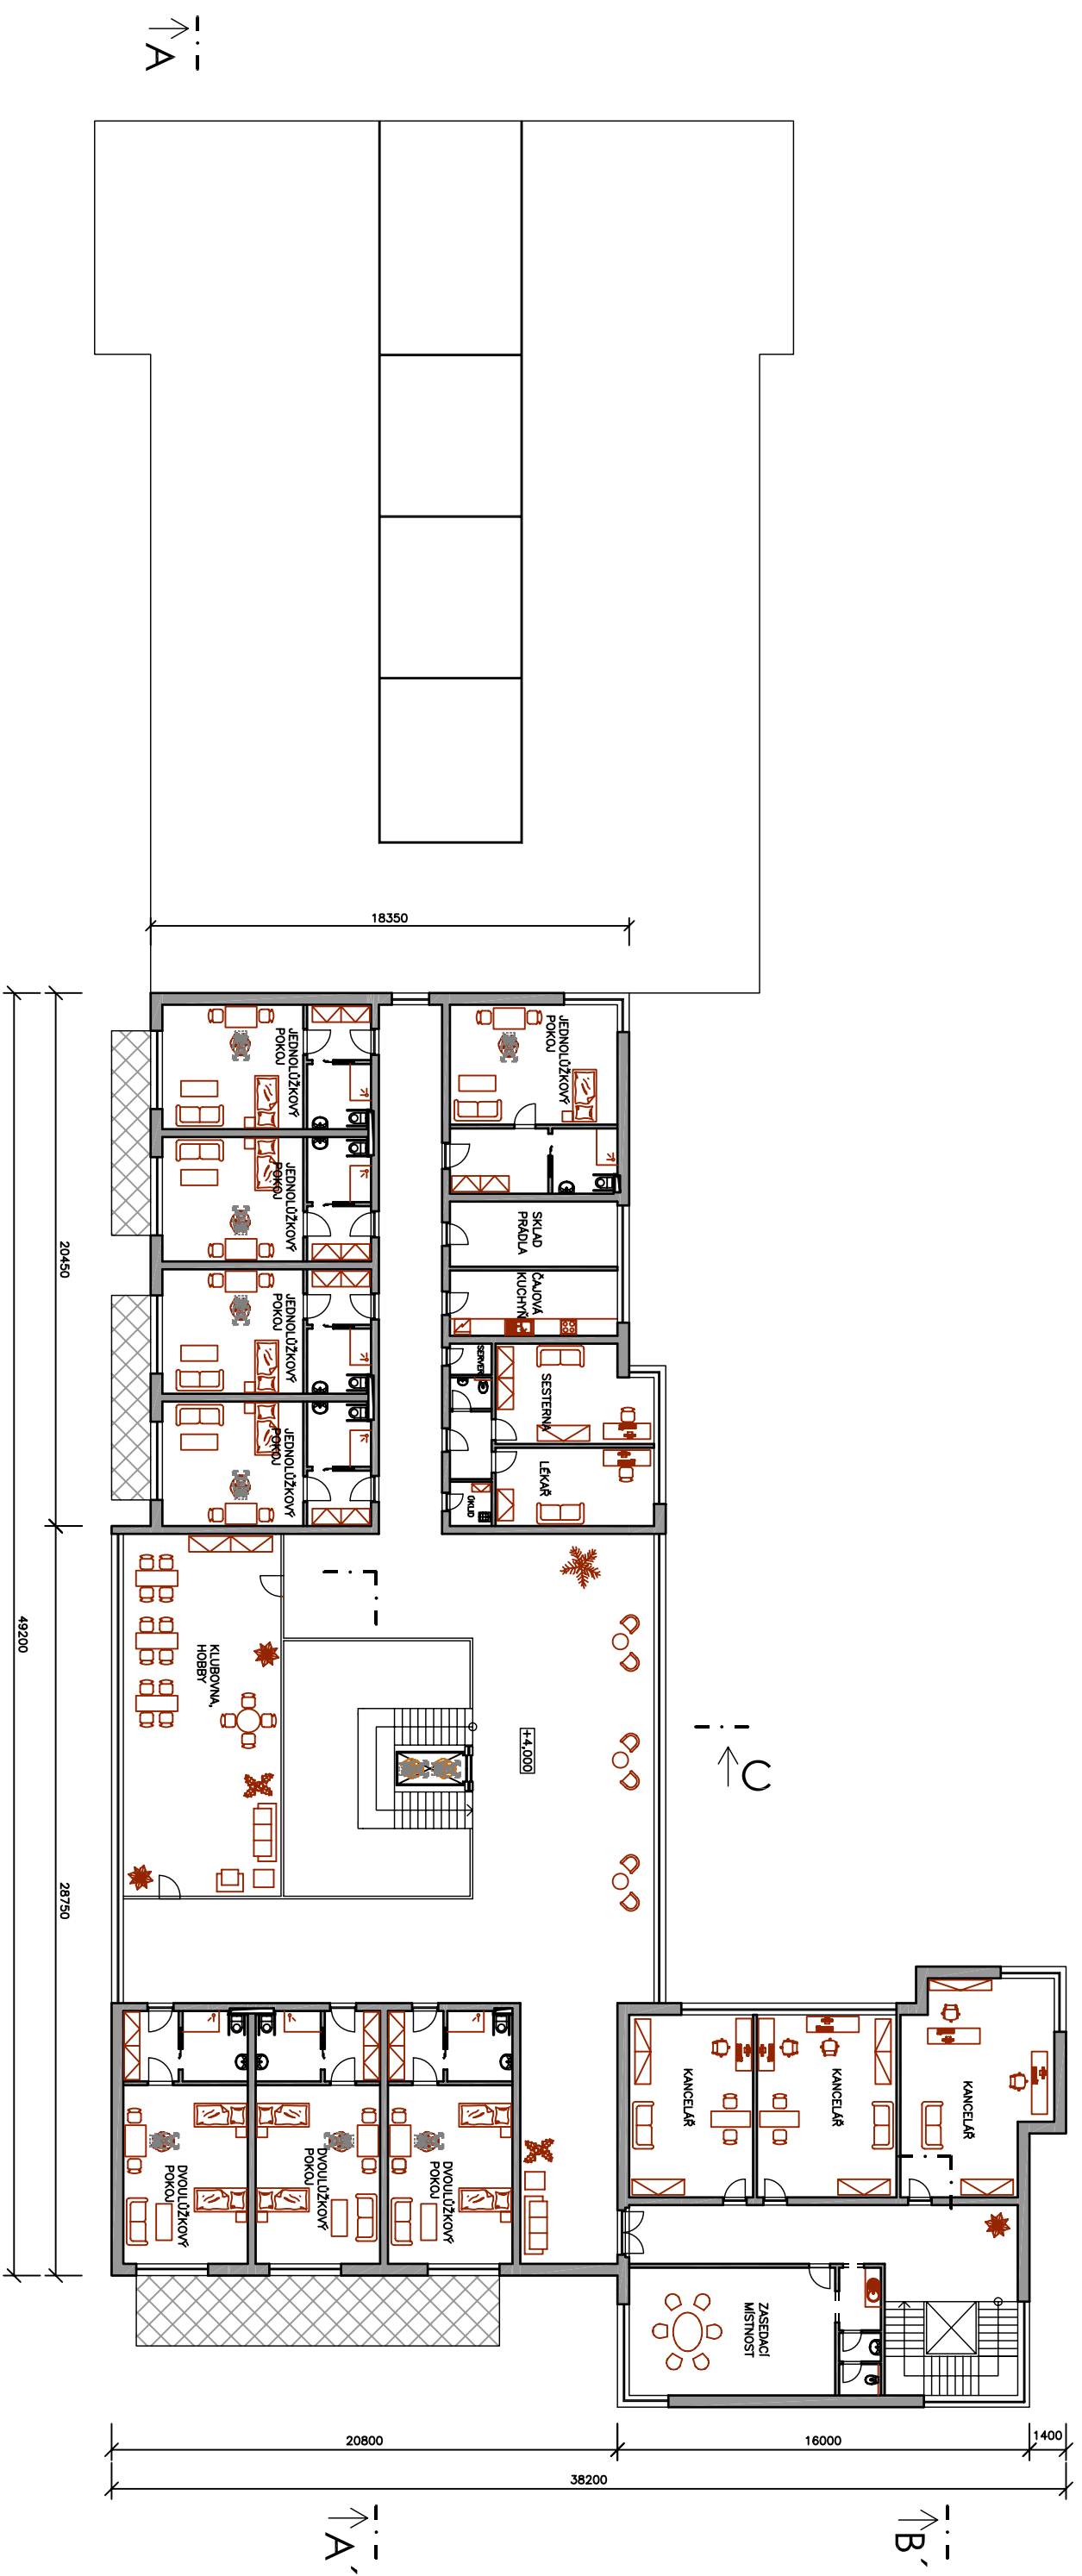 A
18350
JEDNOLŮŽKOVÝ
POKOJ
JEDNOLŮŽKOVÝ
POKOJ
JEDNOLŮŽKOVÝ
POKOJ
SKLAD
PRÁDLA
ČAJOVÁ
KUCHYŇ
JEDNOLŮŽKOVÝ
POKOJ
SERVER
SESTERNA
JEDNOLŮŽKOVÝ
POKOJ
LÉKAŘ
ÚKLID
20450
49200
KLUBOVNA,
HOBBY
+4,000
C
28750
KANCELÁŘ
KANCELÁŘ
KANCELÁŘ
DVOULŮŽKOVÝ
POKOJ
DVOULŮŽKOVÝ
POKOJ
DVOULŮŽKOVÝ
POKOJ
ZASEDACÍ
MÍSTNOST
20800
16000
1400
38200
A´
B´